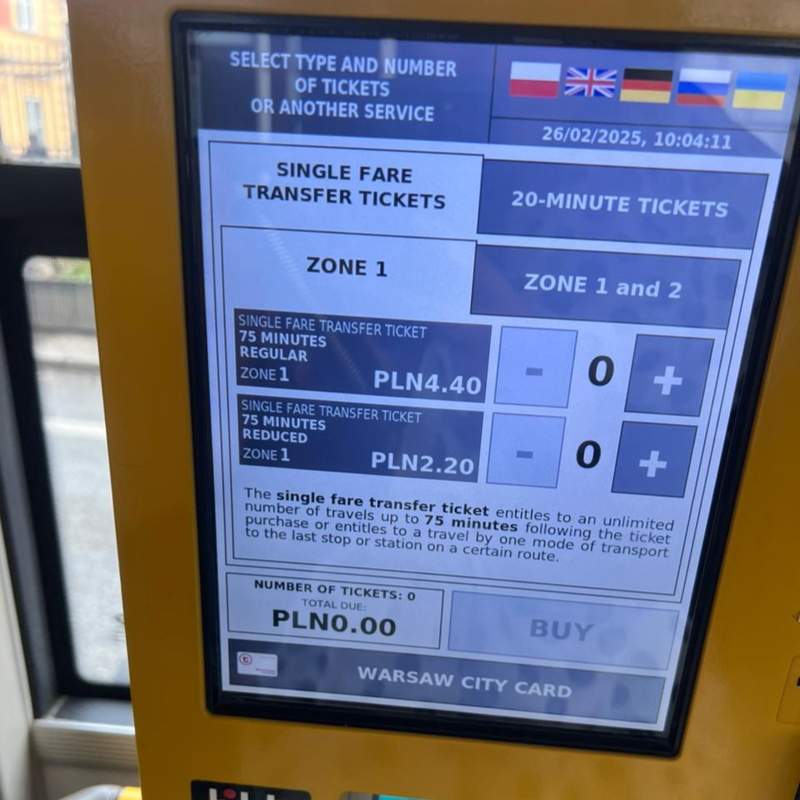 SELECT TYPE AND NUMBER
OF TICKETS
OR ANOTHER SERVICE
26/02/2025, 10:04:11
SINGLE FARE
TRANSFER TICKETS
20-MINUTE TICKETS
ZONE 1
ZONE 1 and 2
SINGLE FARE TRANSFER TICKET
75 MINUTES
REGULAR
ZONE 1 PLN4.40
- 0 +
SINGLE FARE TRANSFER TICKET
75 MINUTES
REDUCED
ZONE 1 PLN2.20
- 0 +
The single fare transfer ticket entitles to an unlimited
number of travels up to 75 minutes following the ticket
purchase or entitles to a travel by one mode of transport
to the last stop or station on a certain route.
NUMBER OF TICKETS: 0
TOTAL DUE:
PLN0.00
BUY
WARSAW CITY CARD